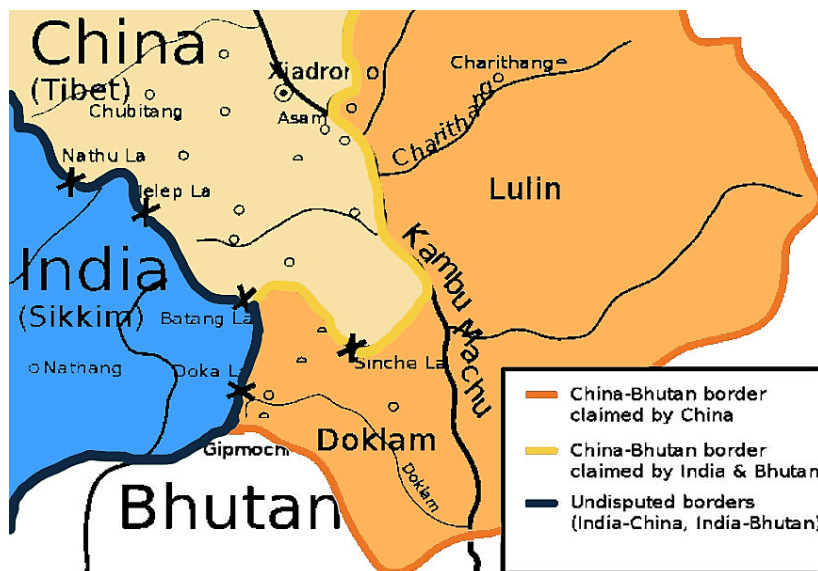 China
(Tibet)
Xiadror
Charithang
Chubitang
Asam
Charithang
Nathu La
Jelep La
Lulin
Kambu Machu
India
(Sikkim)
Batang La
Sinche La
Nathang
Doka La
Doklam
Gipmochi
Doklam
Bhutan
China-Bhutan border
claimed by China
China-Bhutan border
claimed by India & Bhutan
Undisputed borders
(India-China, India-Bhutan)